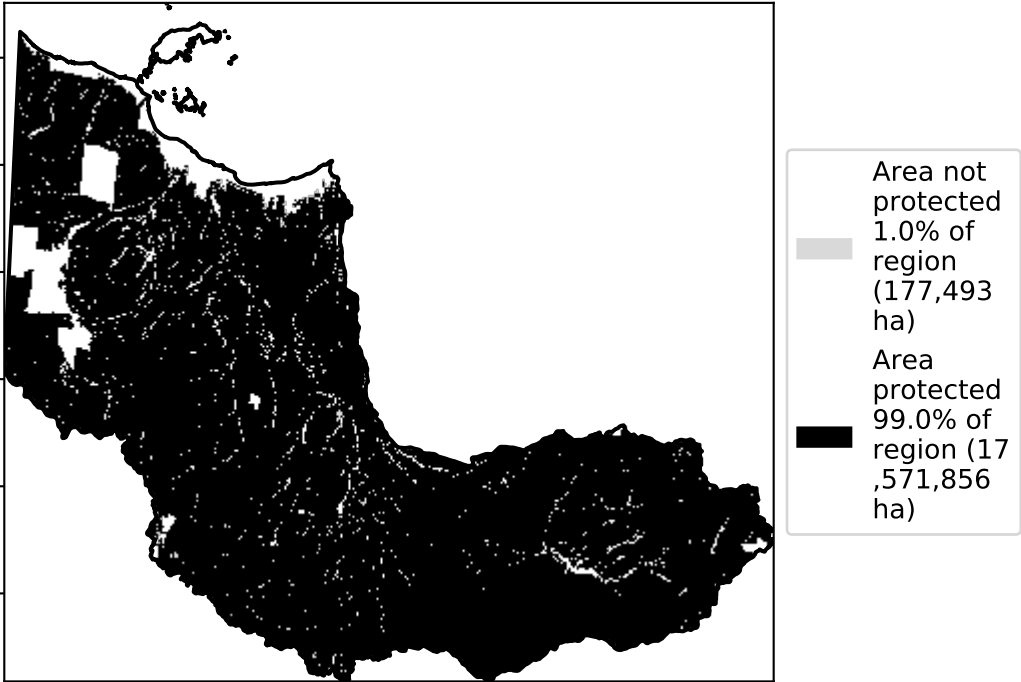 Area not
protected
1.0% of
region
(177,493
ha)
Area
protected
99.0% of
region (17
,571,856
ha)